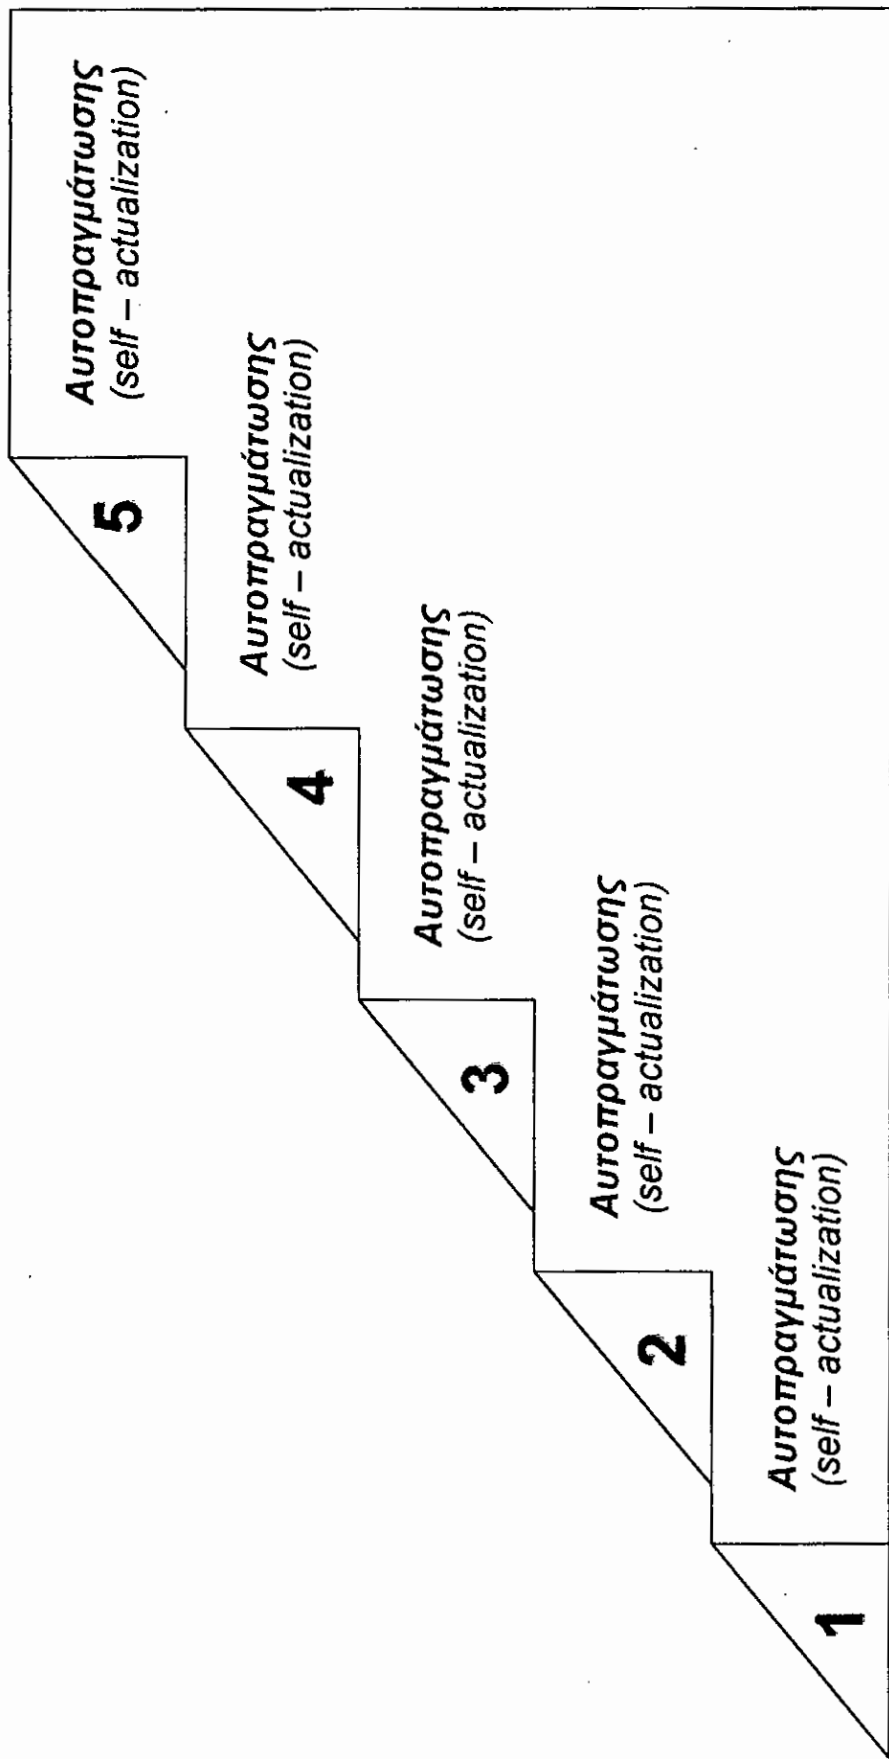 5
Αυτοπραγμάτωσης
(self – actualization)
4
Αυτοπραγμάτωσης
(self – actualization)
3
Αυτοπραγμάτωσης
(self – actualization)
2
Αυτοπραγμάτωσης
(self – actualization)
1
Αυτοπραγμάτωσης
(self – actualization)